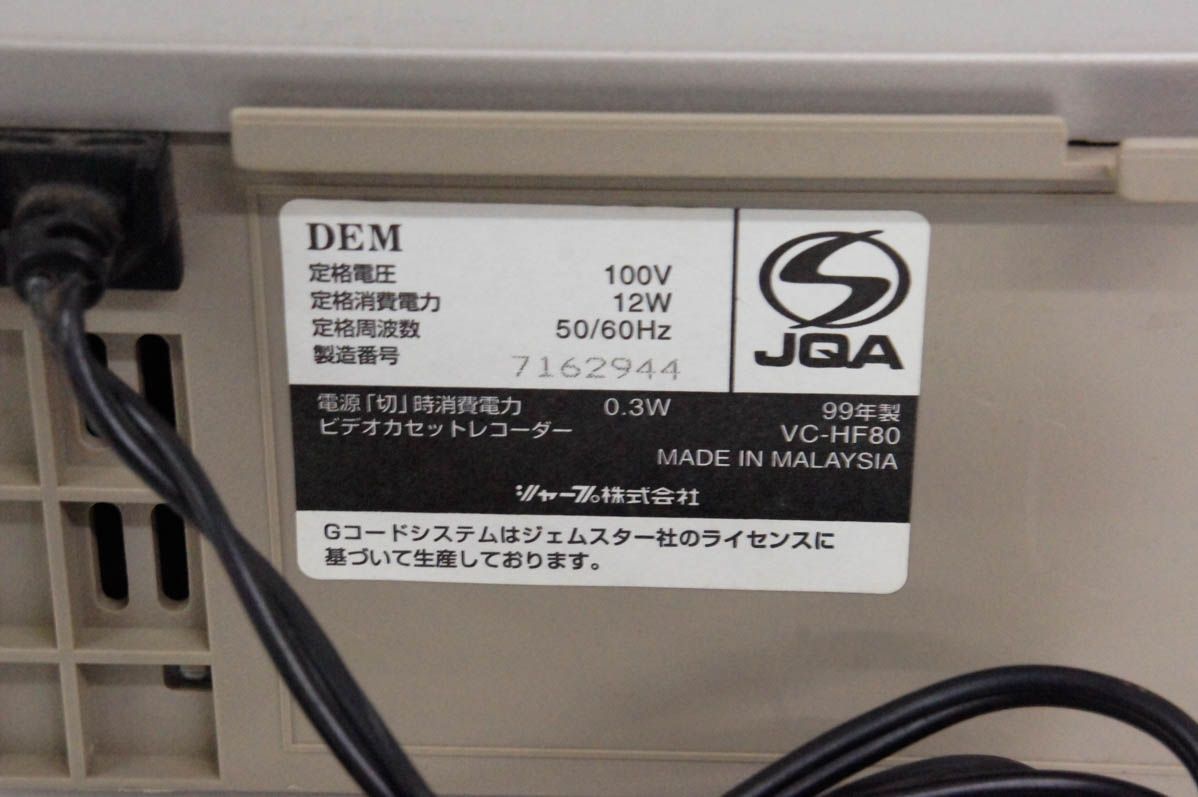 DEM
定格電圧 100V
定格消費電力 12W
定格周波数 50/60Hz
製造番号 7162944
JQA
電源「切」時消費電力 0.3W
ビデオカセットレコーダー
99年製
VC-HF80
MADE IN MALAYSIA
シャープ株式会社
Gコードシステムはジェムスター社のライセンスに
基づいて生産しております。